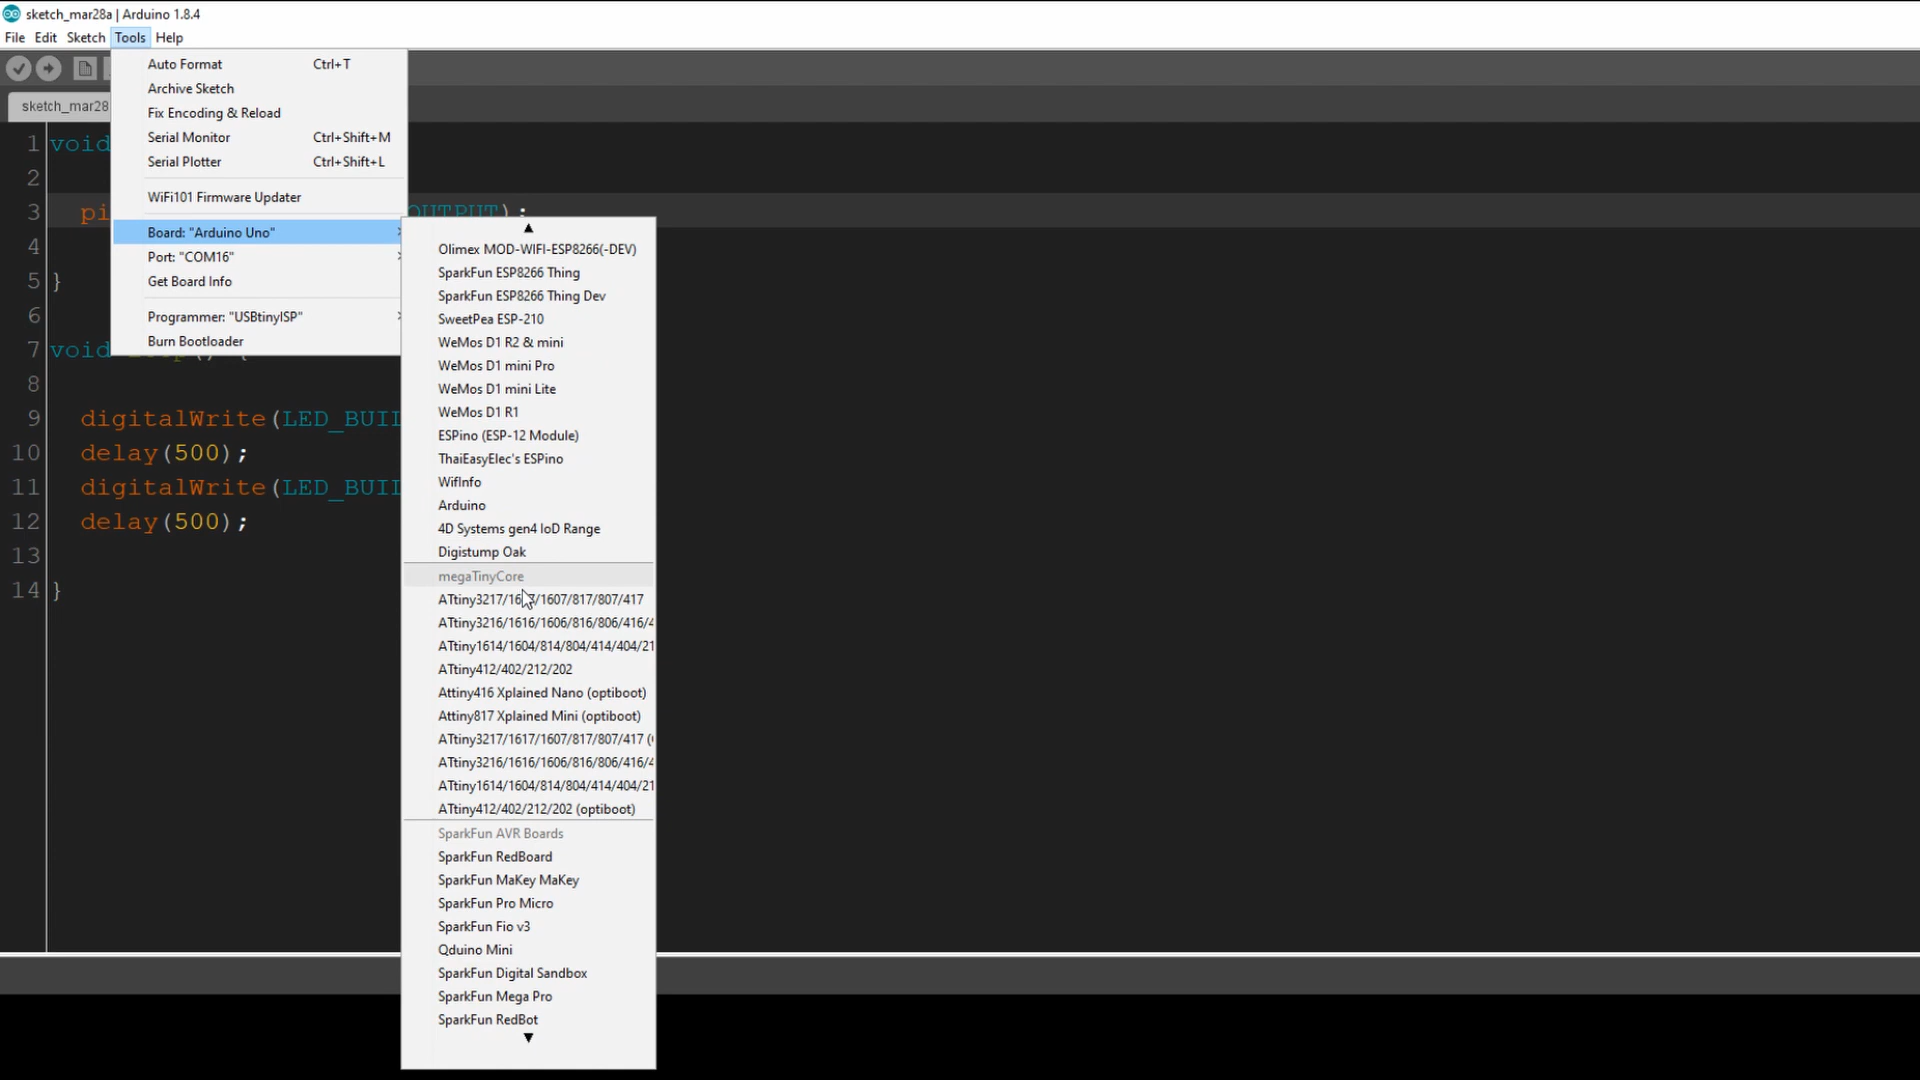 sketch_mar28a | Arduino 1.8.4
File Edit Sketch Tools Help
Auto Format Ctrl+T
Archive Sketch
Fix Encoding & Reload
Serial Monitor Ctrl+Shift+M
Serial Plotter Ctrl+Shift+L
WiFi101 Firmware Updater
Board: "Arduino Uno"
Port: "COM16"
Get Board Info
Programmer: "USBtinyISP"
Burn Bootloader
Olimex MOD-WIFI-ESP8266(-DEV)
SparkFun ESP8266 Thing
SparkFun ESP8266 Thing Dev
SweetPea ESP-210
WeMos D1 R2 & mini
WeMos D1 mini Pro
WeMos D1 mini Lite
WeMos D1 R1
ESPino (ESP-12 Module)
ThaiEasyElec's ESPino
WifInfo
Arduino
4D Systems gen4 IoD Range
Digistump Oak
megaTinyCore
ATtiny3217/1617/1607/817/807/417
ATtiny3216/1616/1606/816/806/416/4
ATtiny1614/1604/814/804/414/404/21
ATtiny412/402/212/202
Attiny416 Xplained Nano (optiboot)
Attiny817 Xplained Mini (optiboot)
ATtiny3217/1617/1607/817/807/417 (
ATtiny3216/1616/1606/816/806/416/4
ATtiny1614/1604/814/804/414/404/21
ATtiny412/402/212/202 (optiboot)
SparkFun AVR Boards
SparkFun RedBoard
SparkFun MaKey MaKey
SparkFun Pro Micro
SparkFun Fio v3
Qduino Mini
SparkFun Digital Sandbox
SparkFun Mega Pro
SparkFun RedBot
sketch_mar28
1 void
2
3 pi OUTPUT);
4
5 }
6
7 void
8
9 digitalWrite(LED_BUIL
10 delay(500);
11 digitalWrite(LED_BUIL
12 delay(500);
13
14 }